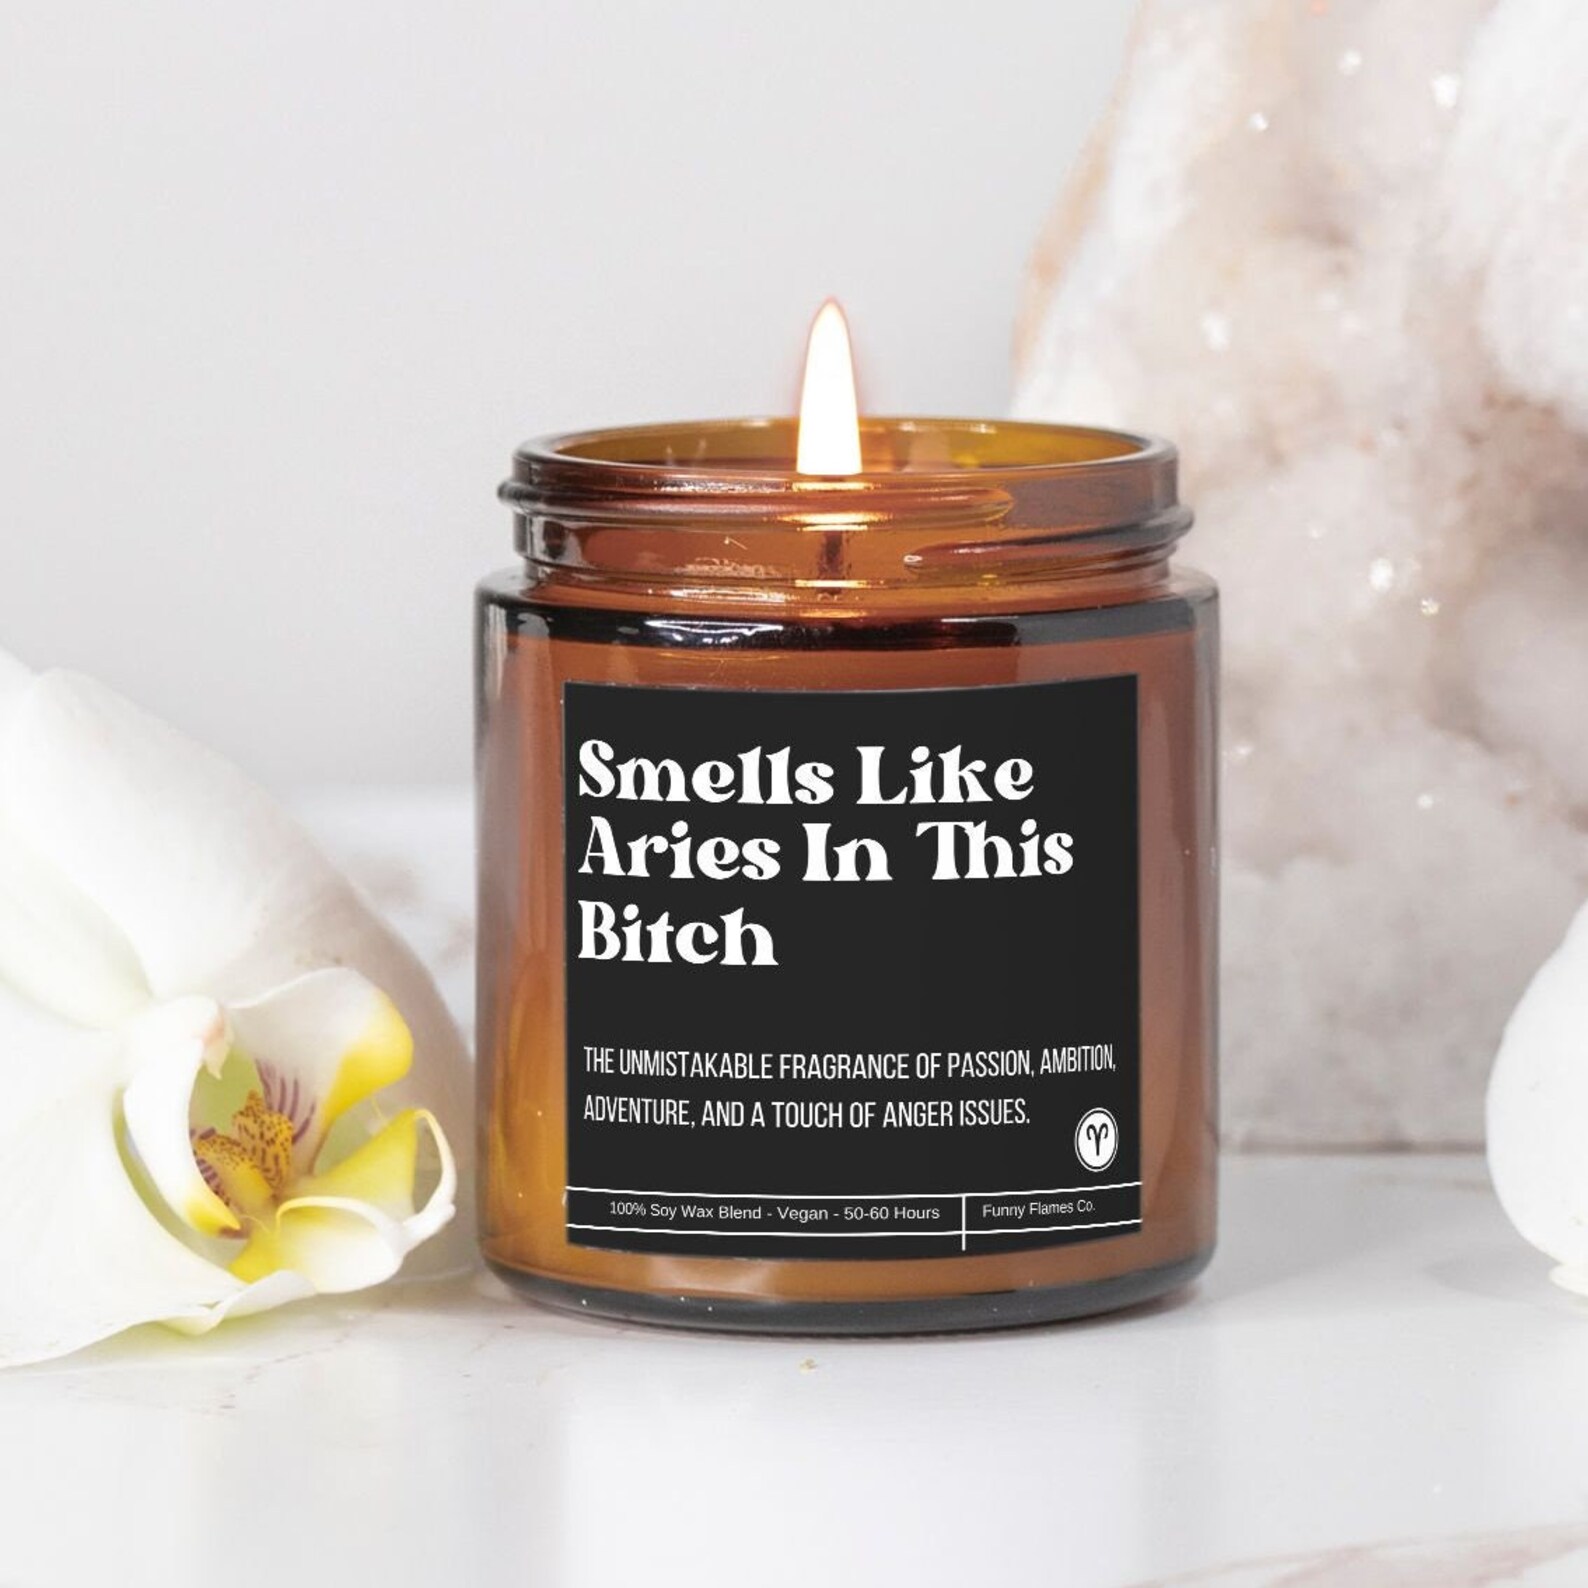 Smells Like
Aries In This
Bitch
THE UNMISTAKABLE FRAGRANCE OF PASSION, AMBITION,
ADVENTURE, AND A TOUCH OF ANGER ISSUES.
100% Soy Wax Blend - Vegan - 50-60 Hours
Funny Flames Co.